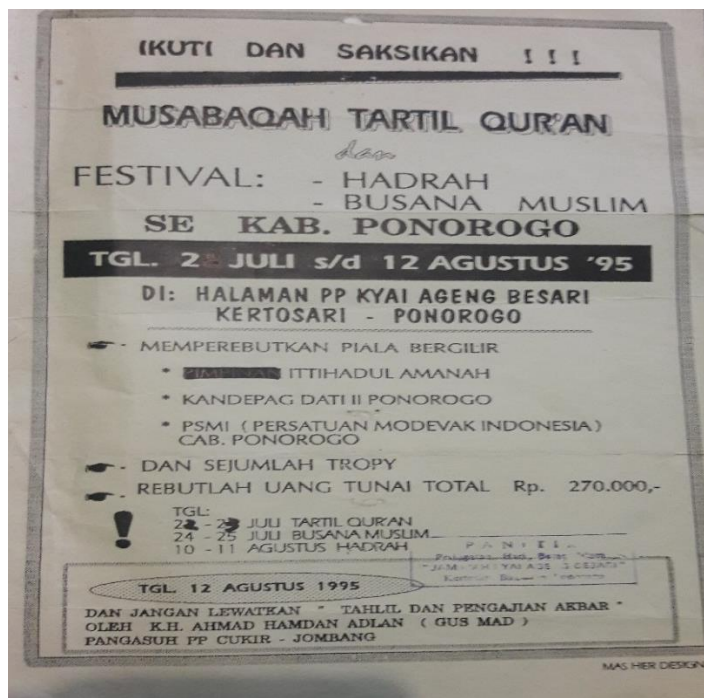 IKUTI DAN SAKSIKAN !!!
MUSABAQAH TARTIL QUR'AN
dan
FESTIVAL: - HADRAH
- BUSANA MUSLIM
SE KAB. PONOROGO
TGL. 2 JULI s/d 12 AGUSTUS '95
DI: HALAMAN PP KYAI AGENG BESARI
KERTOSARI - PONOROGO
- MEMPEREBUTKAN PIALA BERGILIR
* PIMPINAN ITTIHADUL AMANAH
* KANDEPAG DATI II PONOROGO
* PSMI ( PERSATUAN MODEVAK INDONESIA )
CAB. PONOROGO
- DAN SEJUMLAH TROPY
- REBUTLAH UANG TUNAI TOTAL Rp. 270.000,-
! TGL:
JULI TARTIL QUR'AN
24 - 25 JULI BUSANA MUSLIM
10 - 11 AGUSTUS HADRAH
PANITIA
TGL. 12 AGUSTUS 1995
DAN JANGAN LEWATKAN " TAHLIL DAN PENGAJIAN AKBAR "
OLEH K.H. AHMAD HAMDAN ADLAN ( GUS MAD )
PANGASUH PP CUKIR - JOMBANG
MAS HER DESIGN